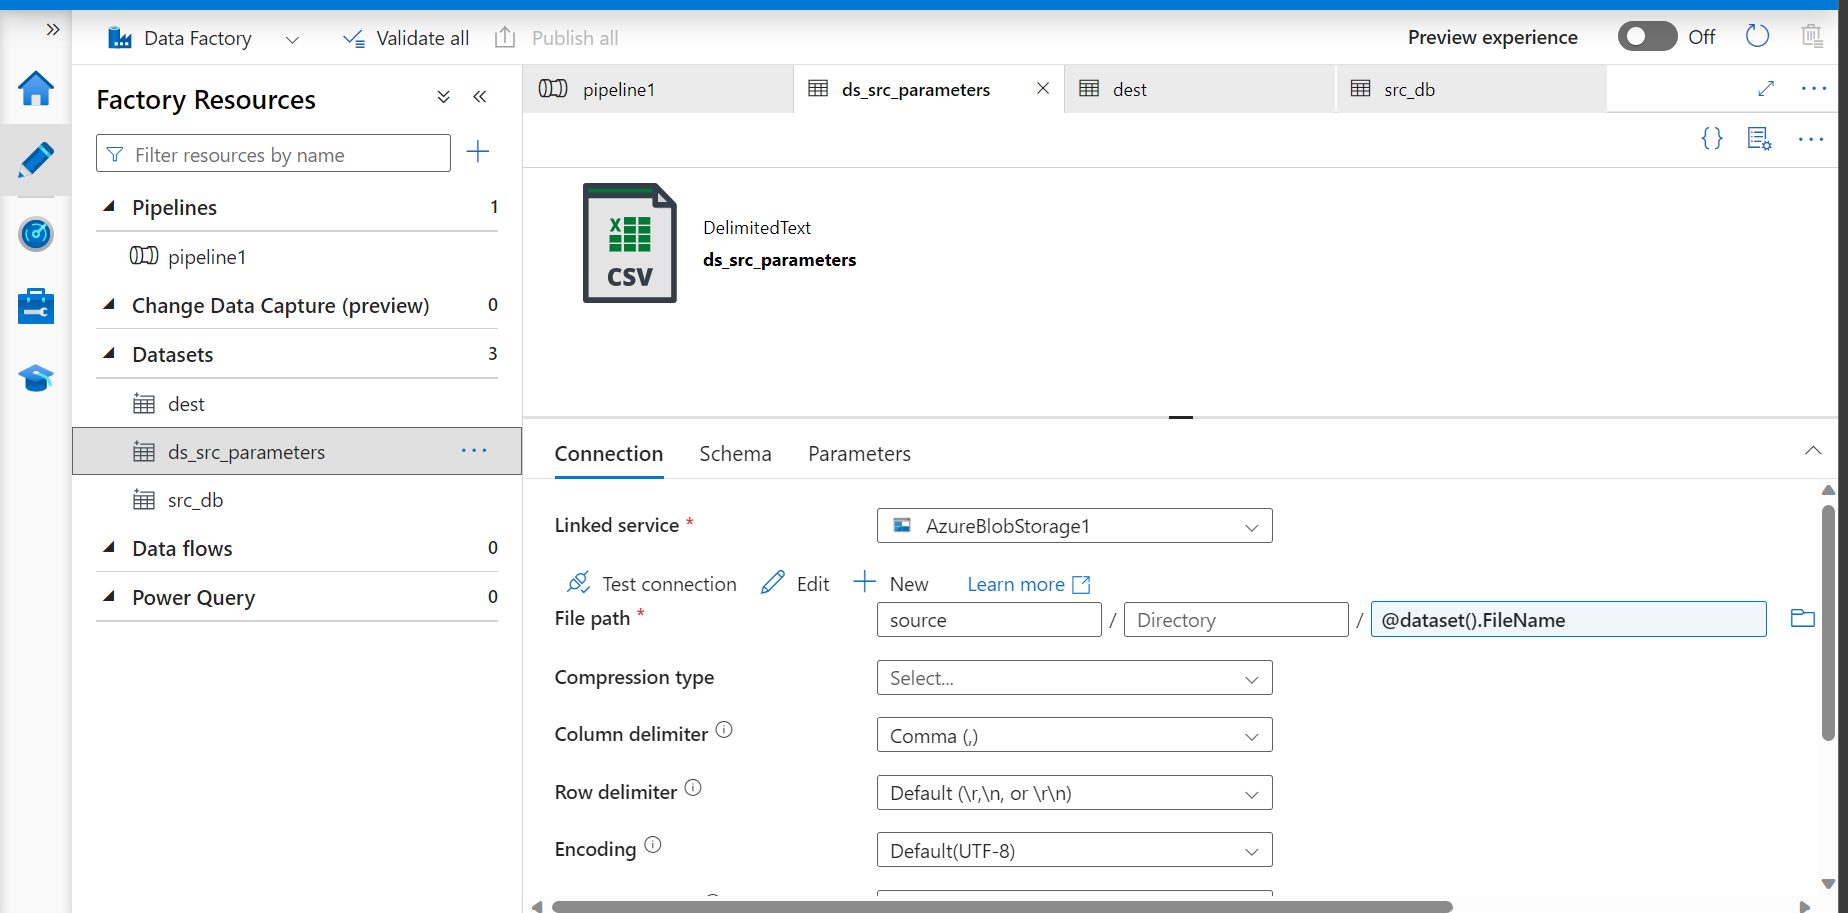 Data Factory
Validate all
Publish all
Preview experience
Off
Factory Resources
Filter resources by name
Pipelines 1
pipeline1
Change Data Capture (preview) 0
Datasets 3
dest
ds_src_parameters
src_db
Data flows 0
Power Query 0
pipeline1
ds_src_parameters
dest
src_db
{}
CSV
DelimitedText
ds_src_parameters
Connection
Schema
Parameters
Linked service *
AzureBlobStorage1
Test connection
Edit
New
Learn more
File path *
source / Directory / @dataset().FileName
Compression type
Select...
Column delimiter
Comma (,)
Row delimiter
Default (\r,\n, or \r\n)
Encoding
Default(UTF-8)